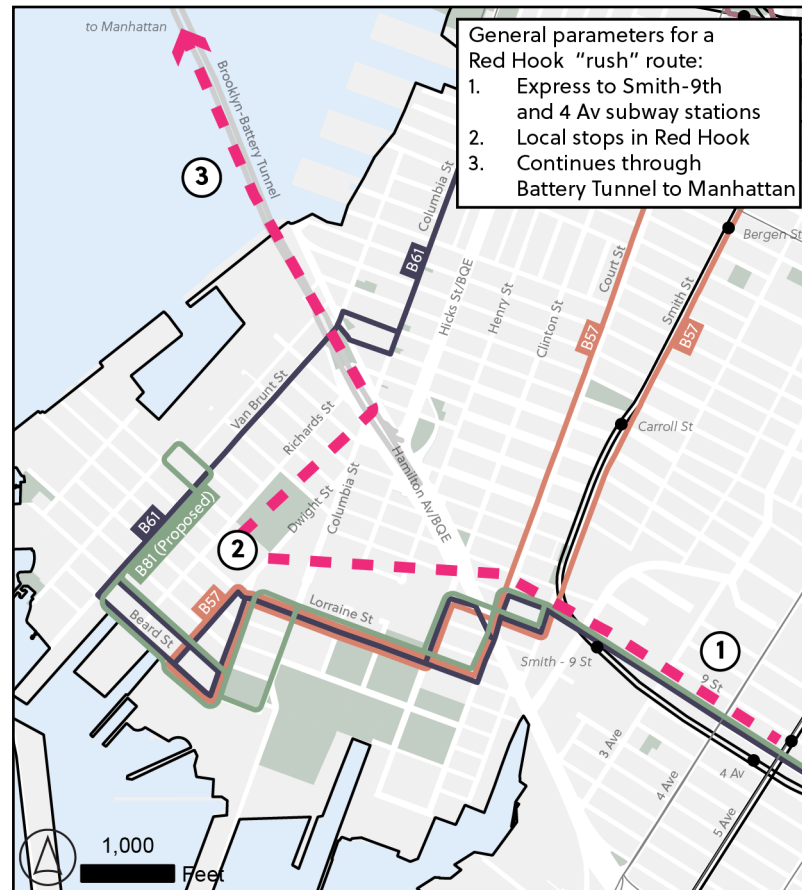 to Manhattan
General parameters for a
Red Hook “rush” route:
1. Express to Smith-9th
and 4 Av subway stations
2. Local stops in Red Hook
3. Continues through
Battery Tunnel to Manhattan
Brooklyn-Battery Tunnel
3
Columbia St
B61
Hicks St/BQE
Henry St
Clinton St
Court St
B57
Smith St
B57
Bergen St
Carroll St
Van Brunt St
Richards St
Dwight St
Columbia St
Hamilton Av/BQE
B61
B81 (Proposed)
2
B57
Lorraine St
Beard St
Smith - 9 St
1
9 St
3 Ave
4 Ave
4 Av
5 Ave
1,000
Feet